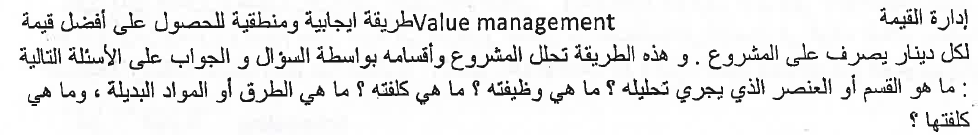 إدارة القيمة Value management طريقة ايجابية ومنطقية للحصول على أفضل قيمة
لكل دينار يصرف على المشروع . و هذه الطريقة تحلل المشروع وأقسامه بواسطة السؤال و الجواب على الأسئلة التالية
: ما هو القسم أو العنصر الذي يجري تحليله ؟ ما هي وظيفته ؟ ما هي كلفته ؟ ما هي الطرق أو المواد البديلة ، وما هي
كلفتها ؟